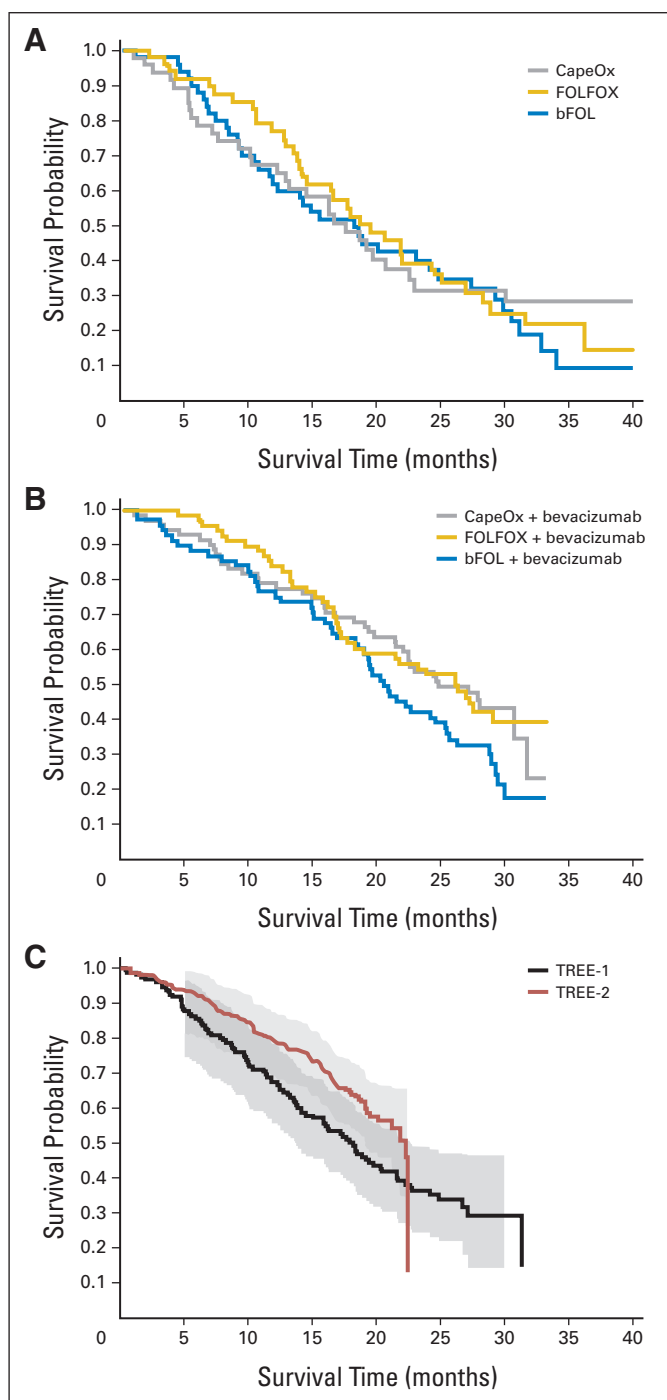 A
1.0
0.9
0.8
0.7
0.6
0.5
0.4
0.3
0.2
0.1
Survival Probability
CapeOx
FOLFOX
bFOL
0 5 10 15 20 25 30 35 40
Survival Time (months)
B
1.0
0.9
0.8
0.7
0.6
0.5
0.4
0.3
0.2
0.1
Survival Probability
CapeOx + bevacizumab
FOLFOX + bevacizumab
bFOL + bevacizumab
0 5 10 15 20 25 30 35 40
Survival Time (months)
C
1.0
0.9
0.8
0.7
0.6
0.5
0.4
0.3
0.2
0.1
Survival Probability
TREE-1
TREE-2
0 5 10 15 20 25 30 35 40
Survival Time (months)